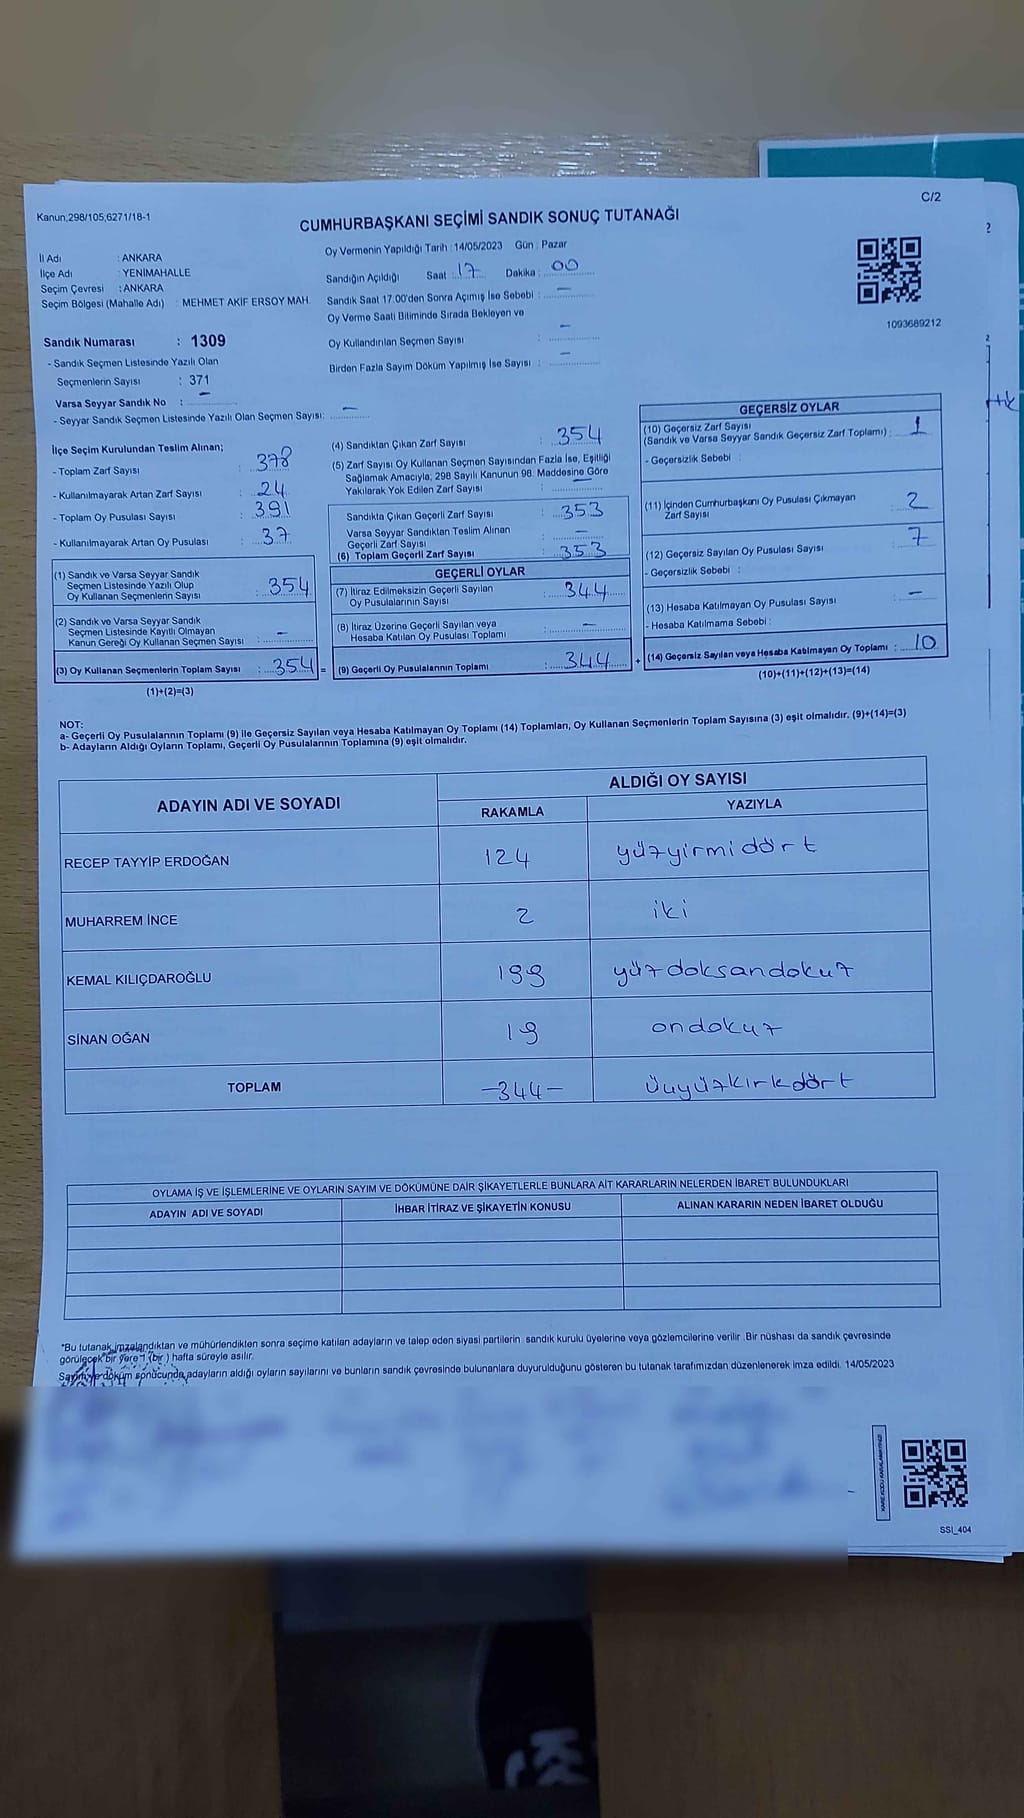 C/2
Kanun;298/105,6271/18-1
CUMHURBAŞKANI SEÇİMİ SANDIK SONUÇ TUTANAĞI
İl Adı : ANKARA
İlçe Adı : YENİMAHALLE
Seçim Çevresi : ANKARA
Seçim Bölgesi (Mahalle Adı) : MEHMET AKİF ERSOY MAH.
Sandık Numarası : 1309
- Sandık Seçmen Listesinde Yazılı Olan
Seçmenlerin Sayısı : 371
Varsa Seyyar Sandık No : –
- Seyyar Sandık Seçmen Listesinde Yazılı Olan Seçmen Sayısı: –
Oy Vermenin Yapıldığı Tarih : 14/05/2023 Gün : Pazar
Sandığın Açıldığı Saat : 17 Dakika : 00
Sandık Saat 17.00'den Sonra Açımış İse Sebebi : –
Oy Verme Saati Bitiminde Sırada Bekleyen ve
Oy Kullandırılan Seçmen Sayısı : –
Birden Fazla Sayım Döküm Yapılmış İse Sayısı : –
1093689212
İlçe Seçim Kurulundan Teslim Alınan;
- Toplam Zarf Sayısı : 378
- Kullanılmayarak Artan Zarf Sayısı : 24
- Toplam Oy Pusulası Sayısı : 391
- Kullanılmayarak Artan Oy Pusulası : 37
(1) Sandık ve Varsa Seyyar Sandık
Seçmen Listesinde Yazılı Olup
Oy Kullanan Seçmenlerin Sayısı : 354
(2) Sandık ve Varsa Seyyar Sandık
Seçmen Listesinde Kayıtlı Olmayan
Kanun Gereği Oy Kullanan Seçmen Sayısı : –
(3) Oy Kullanan Seçmenlerin Toplam Sayısı : 354 =
(1)+(2)=(3)
(4) Sandıktan Çıkan Zarf Sayısı : 354
(5) Zarf Sayısı Oy Kullanan Seçmen Sayısından Fazla İse, Eşitliği
Sağlamak Amacıyla; 298 Sayılı Kanunun 98. Maddesine Göre
Yakılarak Yok Edilen Zarf Sayısı : –
Sandıkta Çıkan Geçerli Zarf Sayısı : 353
Varsa Seyyar Sandıktan Teslim Alınan
Geçerli Zarf Sayısı : –
(6) Toplam Geçerli Zarf Sayısı : 353
GEÇERLİ OYLAR
(7) İtiraz Edilmeksizin Geçerli Sayılan
Oy Pusulalarının Sayısı : 344
(8) İtiraz Üzerine Geçerli Sayılan veya
Hesaba Katılan Oy Pusulası Toplamı : –
(9) Geçerli Oy Pusulalarının Toplamı : 344 +
GEÇERSİZ OYLAR
(10) Geçersiz Zarf Sayısı
(Sandık ve Varsa Seyyar Sandık Geçersiz Zarf Toplamı) : 1
- Geçersizlik Sebebi :
(11) İçinden Cumhurbaşkanı Oy Pusulası Çıkmayan
Zarf Sayısı : 2
(12) Geçersiz Sayılan Oy Pusulası Sayısı : 7
- Geçersizlik Sebebi :
(13) Hesaba Katılmayan Oy Pusulası Sayısı : –
- Hesaba Katılmama Sebebi :
(14) Geçersiz Sayılan veya Hesaba Katılmayan Oy Toplamı : 10
(10)+(11)+(12)+(13)=(14)
NOT:
a- Geçerli Oy Pusulalarının Toplamı (9) ile Geçersiz Sayılan veya Hesaba Katılmayan Oy Toplamı (14) Toplamları, Oy Kullanan Seçmenlerin Toplam Sayısına (3) eşit olmalıdır. (9)+(14)=(3)
b- Adayların Aldığı Oyların Toplamı, Geçerli Oy Pusulalarının Toplamına (9) eşit olmalıdır.
ADAYIN ADI VE SOYADI ALDIĞI OY SAYISI
RAKAMLA YAZIYLA
RECEP TAYYİP ERDOĞAN 124 yüzyirmidört
MUHARREM İNCE 2 iki
KEMAL KILIÇDAROĞLU 199 yüzdoksandokuz
SİNAN OĞAN 19 ondokuz
TOPLAM –344– üuyüzkırkdört
OYLAMA İŞ VE İŞLEMLERİNE VE OYLARIN SAYIM VE DÖKÜMÜNE DAİR ŞİKAYETLERLE BUNLARA AİT KARARLARIN NELERDEN İBARET BULUNDUKLARI
ADAYIN ADI VE SOYADI İHBAR İTİRAZ VE ŞİKAYETİN KONUSU ALINAN KARARIN NEDEN İBARET OLDUĞU
*Bu tutanak imzalandıktan ve mühürlendikten sonra seçime katılan adayların ve talep eden siyasi partilerin sandık kurulu üyelerine veya gözlemcilerine verilir. Bir nüshası da sandık çevresinde
görülecek bir yere 1 (bir) hafta süreyle asılır.
Sayım ve döküm sonucunda adayların aldığı oyların sayılarını ve bunların sandık çevresinde bulunanlara duyurulduğunu gösteren bu tutanak tarafımızdan düzenlenerek imza edildi. 14/05/2023
SSI_404